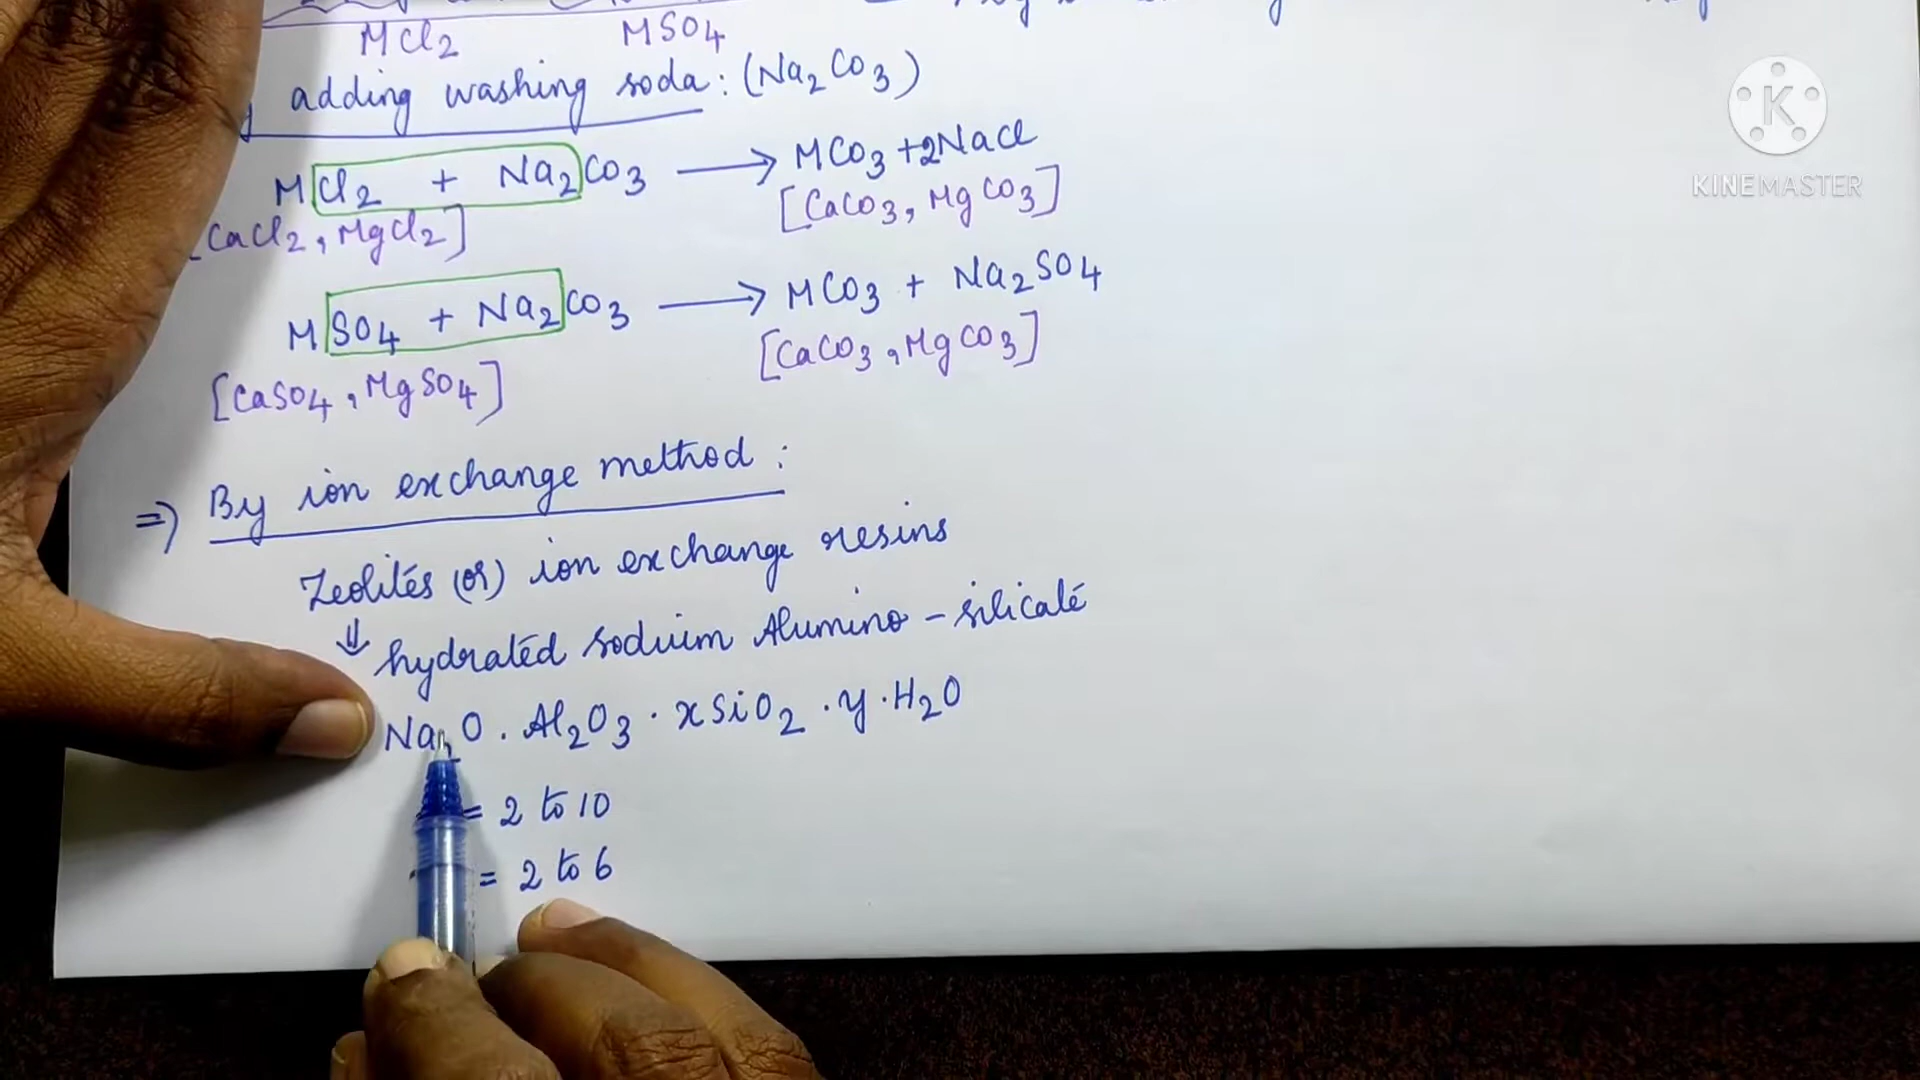 MCl2 MSO4
adding washing soda : (Na2CO3)
MCl2 + Na2CO3 → MCO3 + 2NaCl
[CaCl2, MgCl2] [CaCO3, MgCO3]
MSO4 + Na2CO3 → MCO3 + Na2SO4
[CaSO4, MgSO4] [CaCO3, MgCO3]
⇒) By ion exchange method :
Zeolites (or) ion exchange resins
⇓ hydrated sodium Alumino - silicate
Na2O . Al2O3 . xSiO2 . y . H2O
= 2 to 10
= 2 to 6
K
KINEMASTER